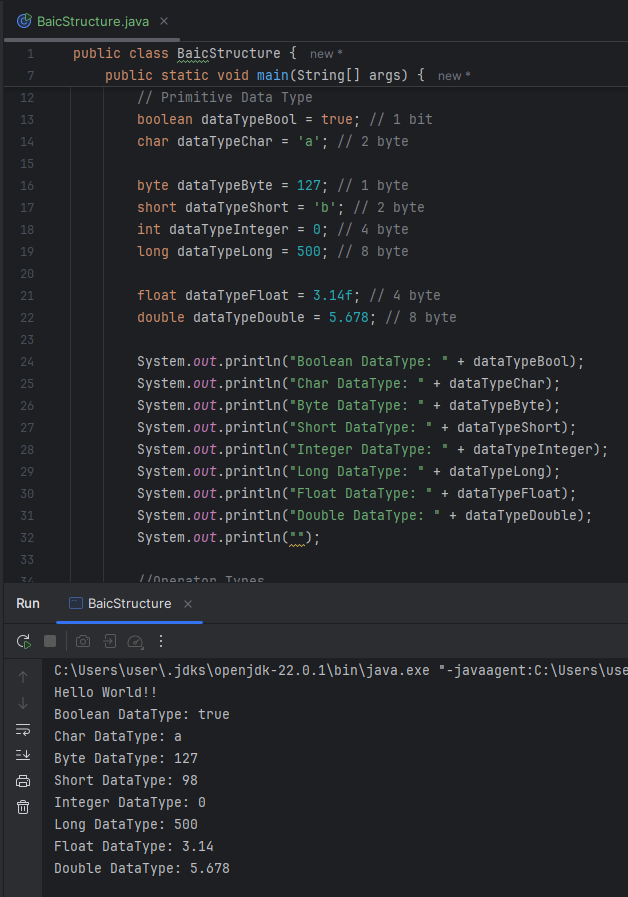 BaicStructure.java
1 public class BaicStructure { new *
7 public static void main(String[] args) { new *
12 // Primitive Data Type
13 boolean dataTypeBool = true; // 1 bit
14 char dataTypeChar = 'a'; // 2 byte
15
16 byte dataTypeByte = 127; // 1 byte
17 short dataTypeShort = 'b'; // 2 byte
18 int dataTypeInteger = 0; // 4 byte
19 long dataTypeLong = 500; // 8 byte
20
21 float dataTypeFloat = 3.14f; // 4 byte
22 double dataTypeDouble = 5.678; // 8 byte
23
24 System.out.println("Boolean DataType: " + dataTypeBool);
25 System.out.println("Char DataType: " + dataTypeChar);
26 System.out.println("Byte DataType: " + dataTypeByte);
27 System.out.println("Short DataType: " + dataTypeShort);
28 System.out.println("Integer DataType: " + dataTypeInteger);
29 System.out.println("Long DataType: " + dataTypeLong);
30 System.out.println("Float DataType: " + dataTypeFloat);
31 System.out.println("Double DataType: " + dataTypeDouble);
32 System.out.println("");
33
34 //Operator Types
Run BaicStructure
C:\Users\user\.jdks\openjdk-22.0.1\bin\java.exe "-javaagent:C:\Users\use
Hello World!!
Boolean DataType: true
Char DataType: a
Byte DataType: 127
Short DataType: 98
Integer DataType: 0
Long DataType: 500
Float DataType: 3.14
Double DataType: 5.678